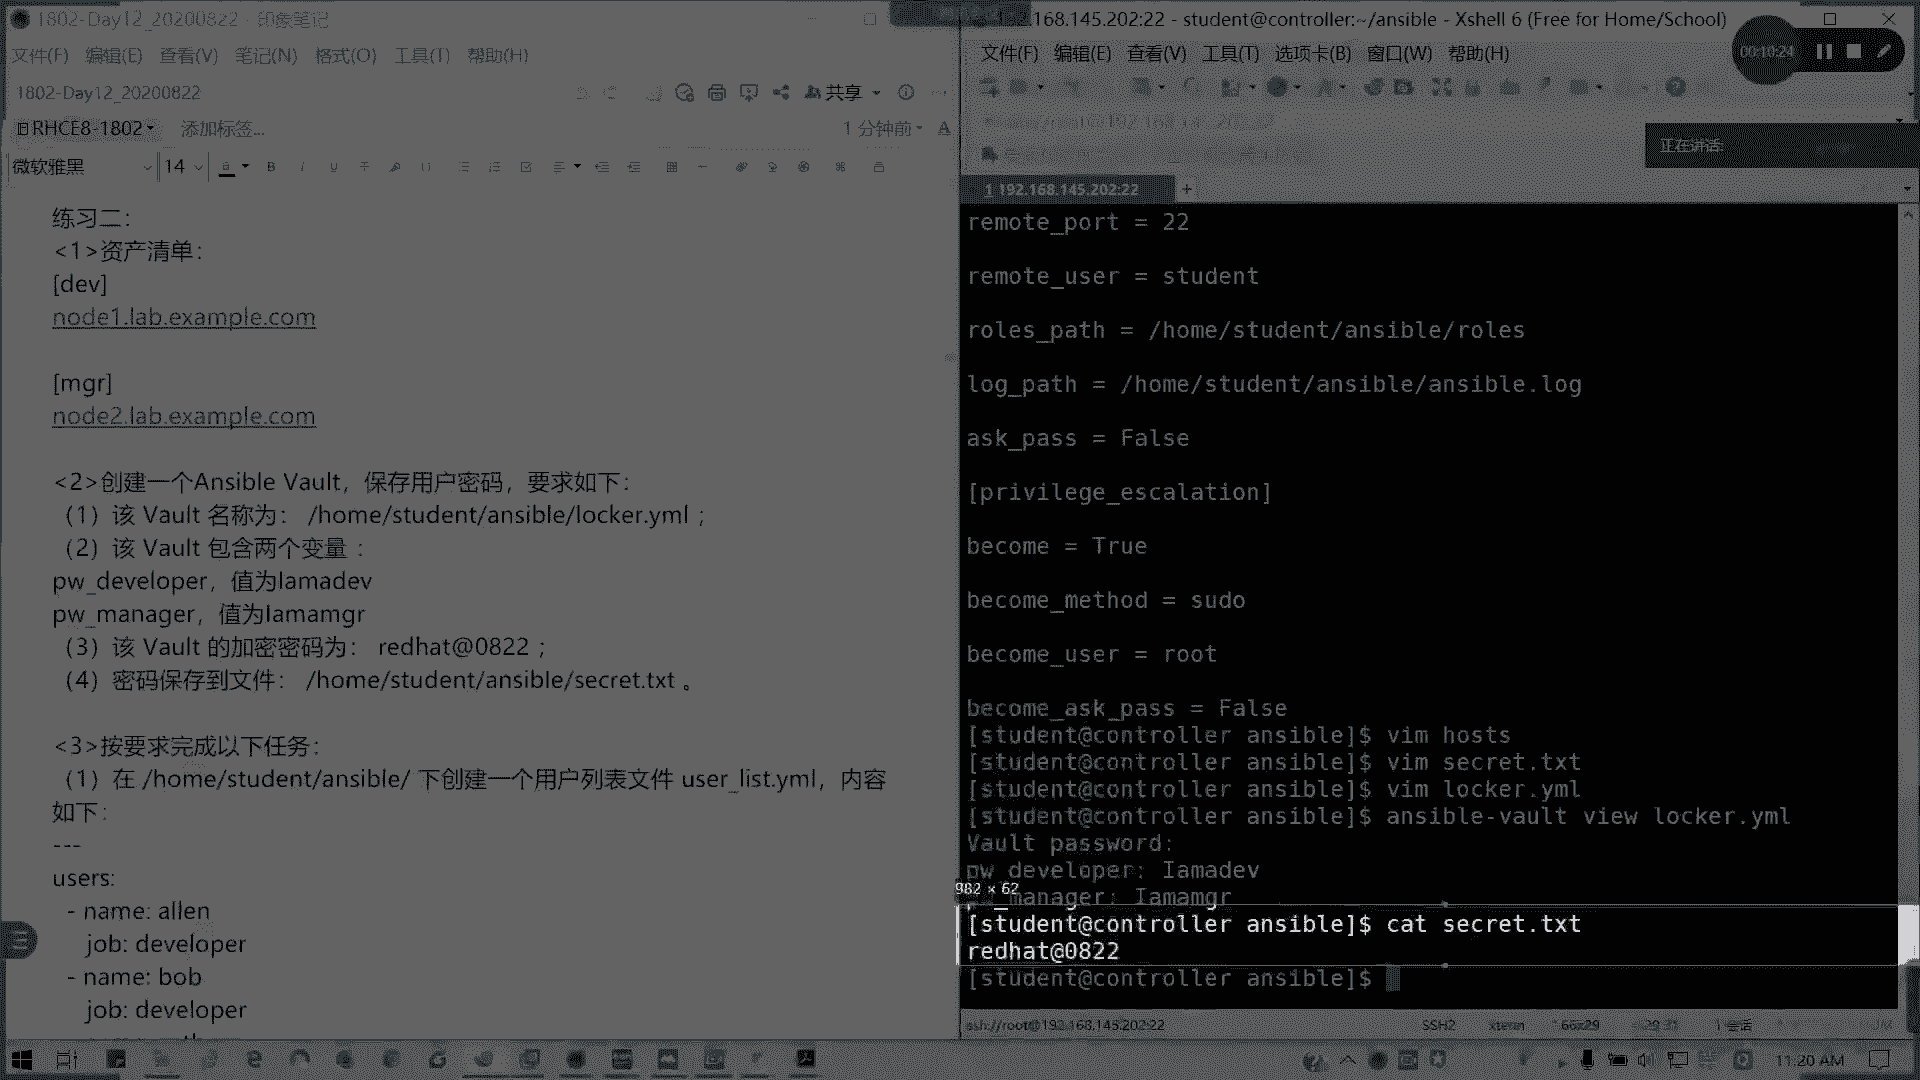 1802-Day12_20200822 - 印象笔记
文件(F) 编辑(E) 查看(V) 笔记(N) 格式(O) 工具(T) 帮助(H)
1802-Day12_20200822
共享
RHCE8-1802 添加标签...
1 分钟前
微软雅黑 14
练习二：
<1>资产清单：
[dev]
node1.lab.example.com
[mgr]
node2.lab.example.com
<2>创建一个Ansible Vault，保存用户密码，要求如下：
（1）该 Vault 名称为： /home/student/ansible/locker.yml ；
（2）该 Vault 包含两个变量 ：
pw_developer，值为Iamadev
pw_manager，值为Iamamgr
（3）该 Vault 的加密密码为： redhat@0822 ；
（4）密码保存到文件： /home/student/ansible/secret.txt 。
<3>按要求完成以下任务：
（1）在 /home/student/ansible/ 下创建一个用户列表文件 user_list.yml，内容
如下：
---
users:
- name: allen
job: developer
- name: bob
job: developer
168.145.202:22 - student@controller:~/ansible - Xshell 6 (Free for Home/School)
文件(F) 编辑(E) 查看(V) 工具(T) 选项卡(B) 窗口(W) 帮助(H)
00:10:24
正在讲话:
1 192.168.145.202:22 +
remote_port = 22
remote_user = student
roles_path = /home/student/ansible/roles
log_path = /home/student/ansible/ansible.log
ask_pass = False
[privilege_escalation]
become = True
become_method = sudo
become_user = root
become_ask_pass = False
[student@controller ansible]$ vim hosts
[student@controller ansible]$ vim secret.txt
[student@controller ansible]$ vim locker.yml
[student@controller ansible]$ ansible-vault view locker.yml
Vault password:
pw_developer: Iamadev
982 × 62
_manager: Iamamgr
[student@controller ansible]$ cat secret.txt
redhat@0822
[student@controller ansible]$
ssh://root@192.168.145.202:22 SSH2 xterm 66x29 29,31 1 会话
11:20 AM